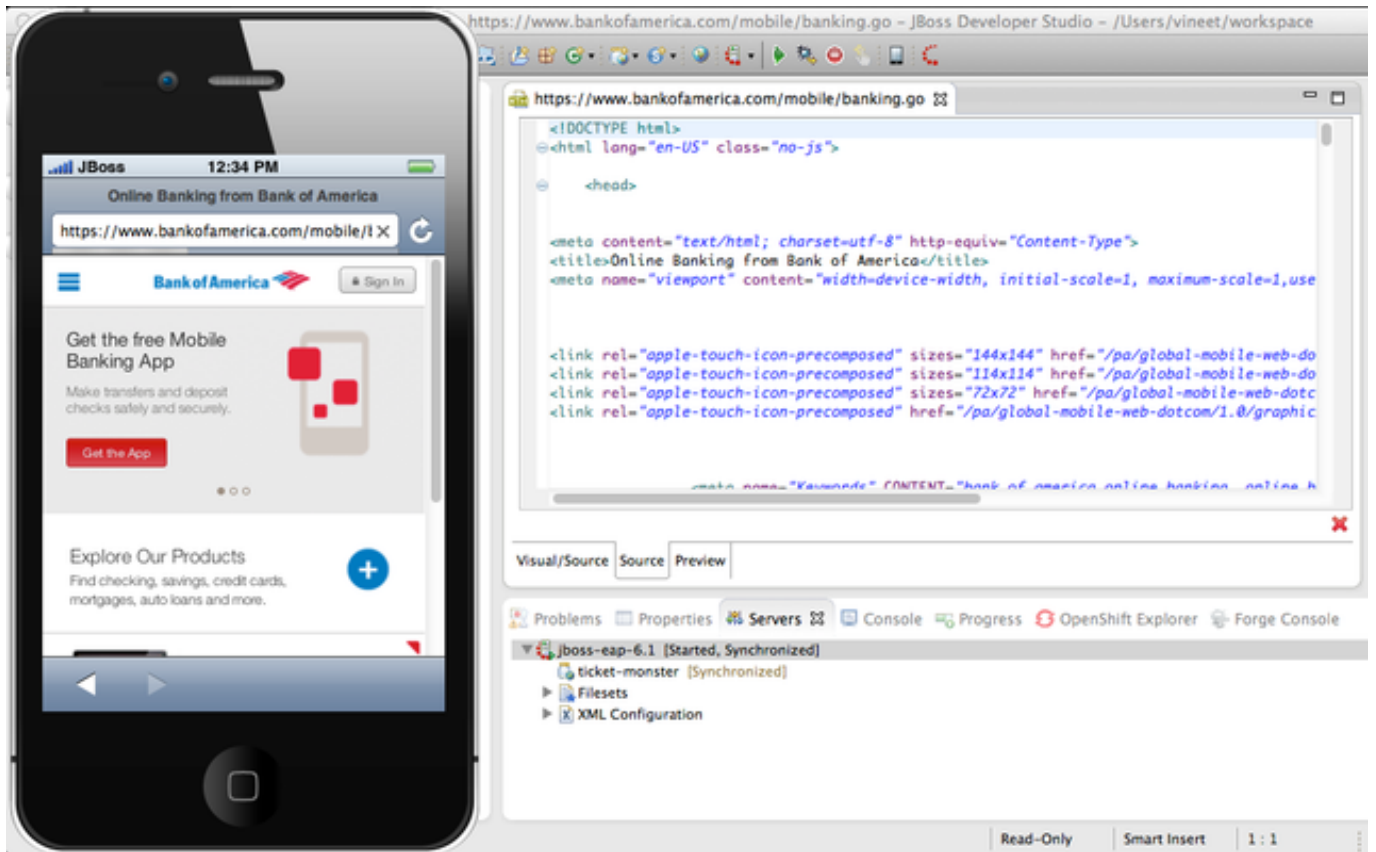 https://www.bankofamerica.com/mobile/banking.go – JBoss Developer Studio – /Users/vineet/workspace
JBoss 12:34 PM
Online Banking from Bank of America
https://www.bankofamerica.com/mobile/
Bank of America Sign In
Get the free Mobile
Banking App
Make transfers and deposit
checks safely and securely.
Get the App
Explore Our Products
Find checking, savings, credit cards,
mortgages, auto loans and more.
https://www.bankofamerica.com/mobile/banking.go
<!DOCTYPE html>
<html lang="en-US" class="no-js">
<head>
<meta content="text/html; charset=utf-8" http-equiv="Content-Type">
<title>Online Banking from Bank of America</title>
<meta name="viewport" content="width=device-width, initial-scale=1, maximum-scale=1,use
<link rel="apple-touch-icon-precomposed" sizes="144x144" href="/pa/global-mobile-web-do
<link rel="apple-touch-icon-precomposed" sizes="114x114" href="/pa/global-mobile-web-do
<link rel="apple-touch-icon-precomposed" sizes="72x72" href="/pa/global-mobile-web-dotc
<link rel="apple-touch-icon-precomposed" href="/pa/global-mobile-web-dotcom/1.0/graphic
<meta name="Keywords" CONTENT="bank of america online banking, online b
Visual/Source Source Preview
Problems Properties Servers Console Progress OpenShift Explorer Forge Console
jboss-eap-6.1 [Started, Synchronized]
ticket-monster [Synchronized]
Filesets
XML Configuration
Read-Only Smart Insert 1 : 1